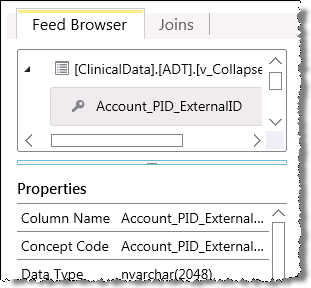 Feed Browser Joins
[ClinicalData].[ADT].[v_Collapse
Account_PID_ExternalID
Properties
Column Name Account_PID_External...
Concept Code Account_PID_External...
Data Type nvarchar(2048)